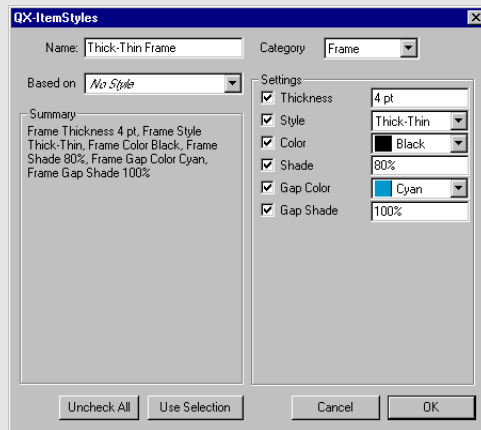 QX-ItemStyles
Name: Thick-Thin Frame
Category Frame
Based on No Style
Summary
Frame Thickness 4 pt, Frame Style
Thick-Thin, Frame Color Black, Frame
Shade 80%, Frame Gap Color Cyan,
Frame Gap Shade 100%
Settings
Thickness 4 pt
Style Thick-Thin
Color Black
Shade 80%
Gap Color Cyan
Gap Shade 100%
Uncheck All Use Selection Cancel OK